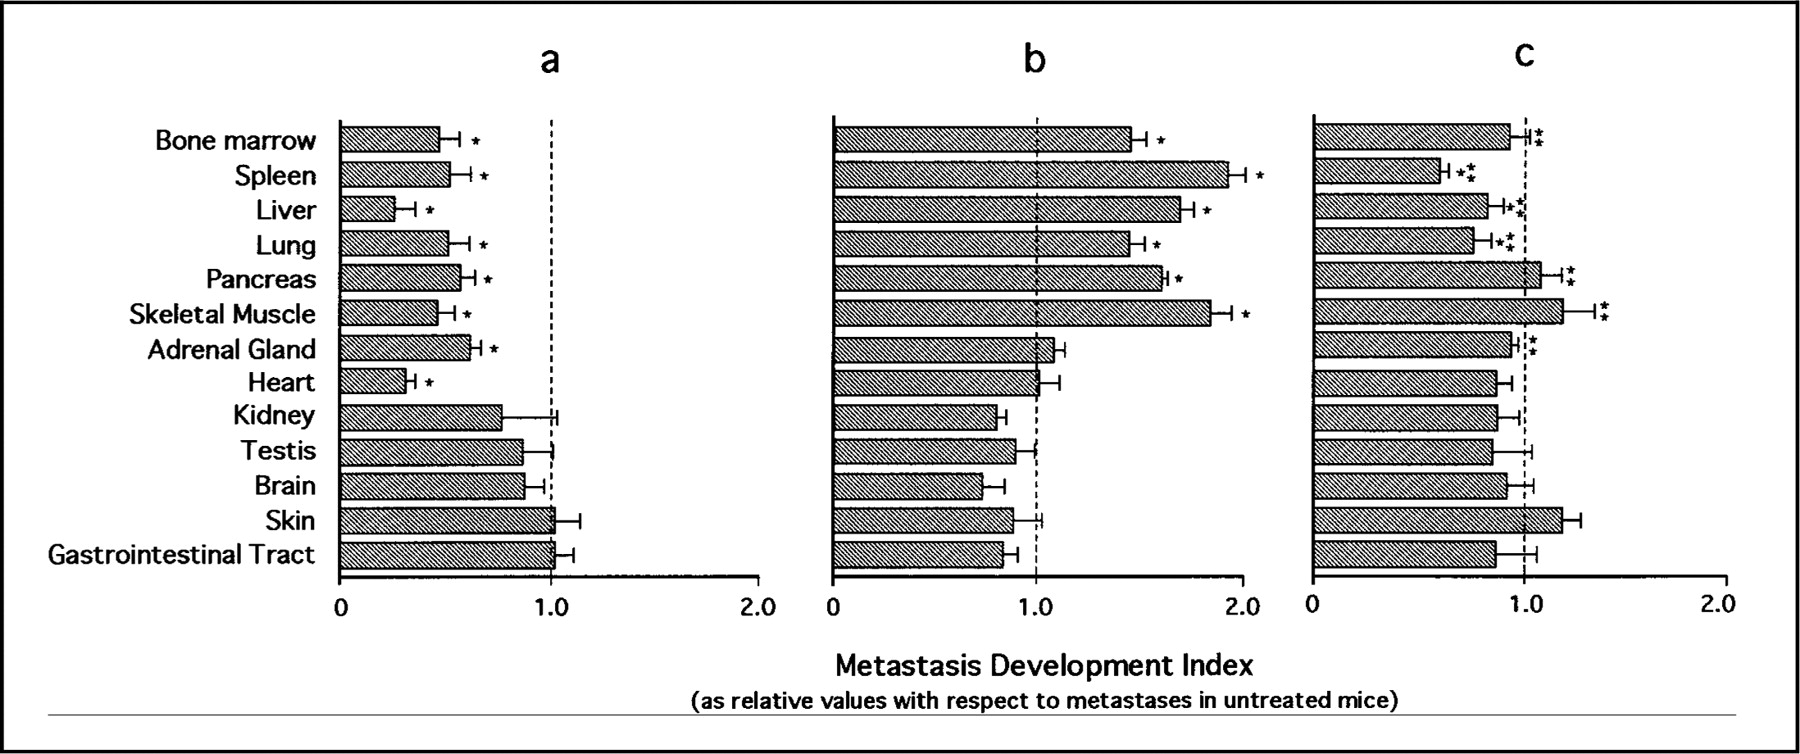 a b c
Bone marrow * * **
Spleen * * ***
Liver * * ***
Lung * * ***
Pancreas * * **
Skeletal Muscle * * **
Adrenal Gland * **
Heart *
Kidney
Testis
Brain
Skin
Gastrointestinal Tract
0 1.0 2.0 0 1.0 2.0 0 1.0 2.0
Metastasis Development Index
(as relative values with respect to metastases in untreated mice)